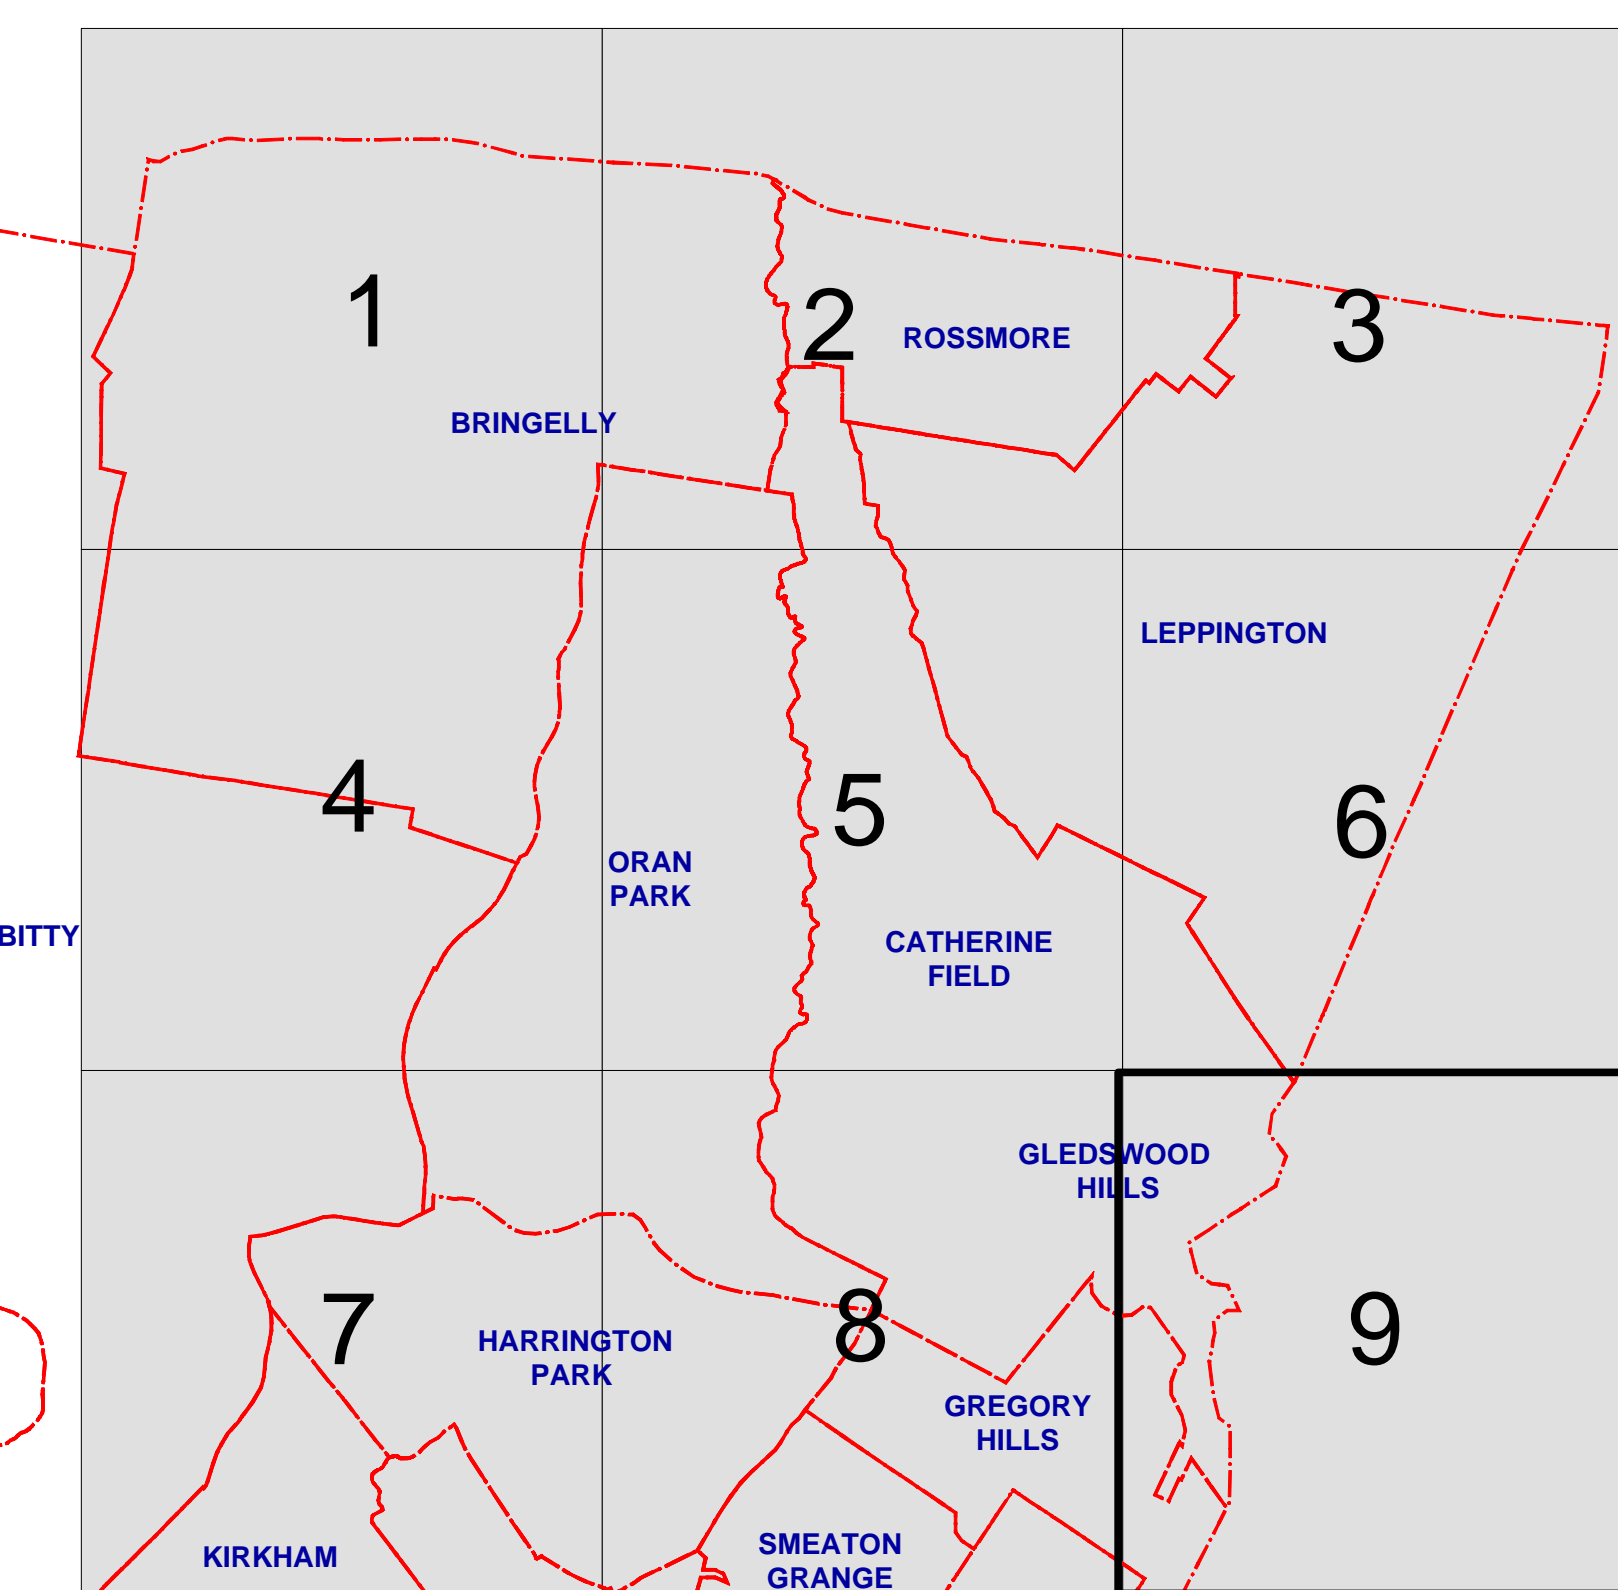 1
2
3
ROSSMORE
BRINGELLY
LEPPINGTON
4
5
6
ORAN
PARK
BITTY
CATHERINE
FIELD
GLEDSWOOD
HILLS
7
8
9
HARRINGTON
PARK
GREGORY
HILLS
KIRKHAM
SMEATON
GRANGE